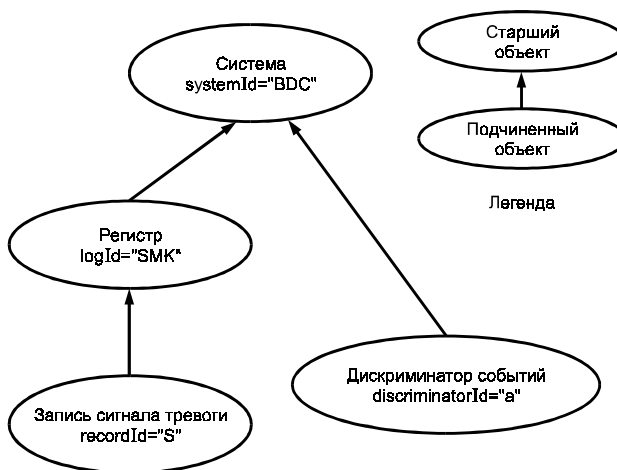 Система
systemId="BDC"
Старший
объект
Подчиненный
объект
Легенда
Регистр
logId="SMK"
Дискриминатор событий
discriminatorId="a"
Запись сигнала тревоги
recordId="S"